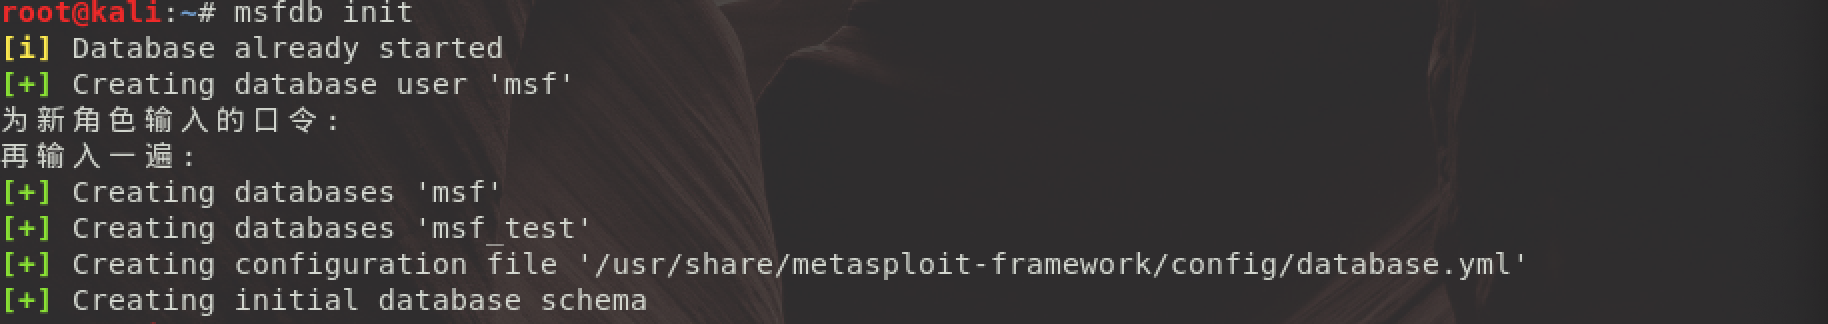 root@kali:~# msfdb init
[i] Database already started
[+] Creating database user 'msf'
为新角色输入的口令:
再输入一遍:
[+] Creating databases 'msf'
[+] Creating databases 'msf_test'
[+] Creating configuration file '/usr/share/metasploit-framework/config/database.yml'
[+] Creating initial database schema